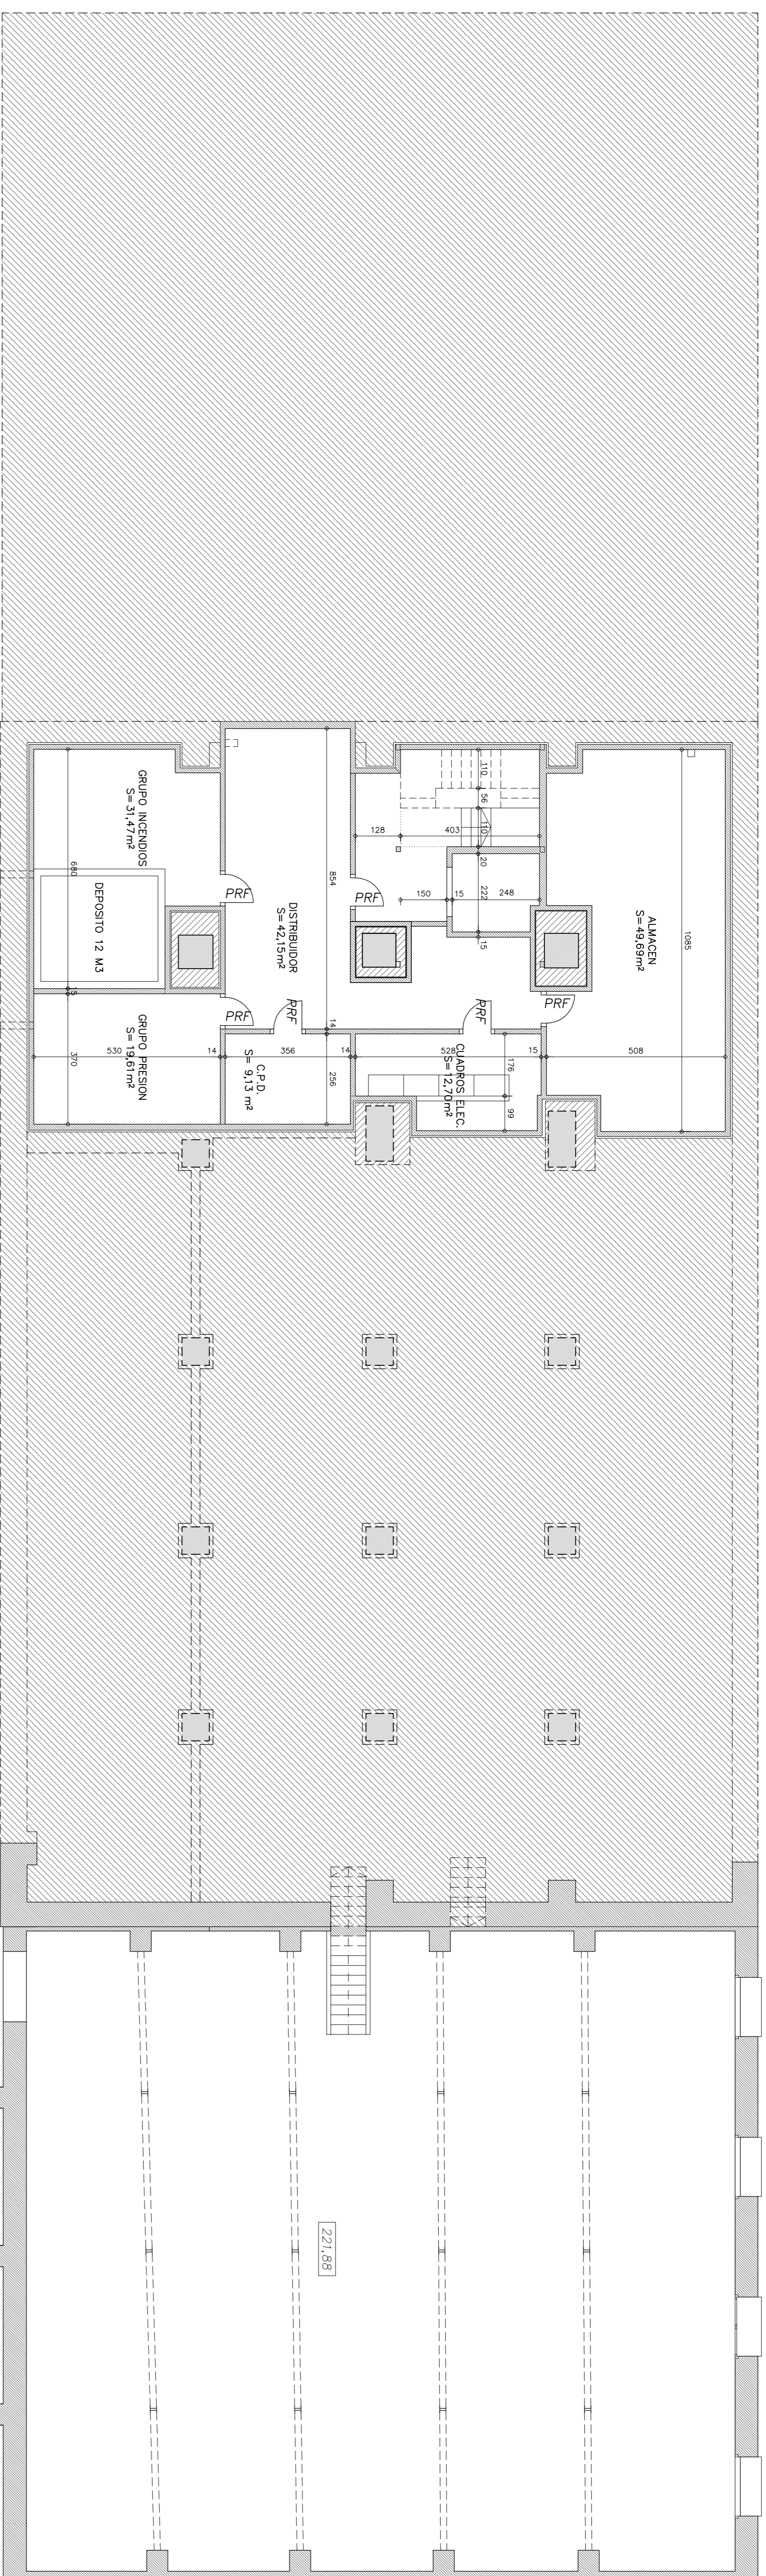 ALMACEN
S= 49,69m²
1085
508
110
56
110
403
128
20
222
248
150
15
15
PRF
PRF
PRF
PRF
PRF
PRF
DISTRIBUIDOR
S= 42,15m²
854
14
GRUPO INCENDIOS
S= 31,47m²
680
DEPOSITO 12 M3
15
GRUPO PRESION
S= 19,61m²
530
370
14
C.P.D.
S= 9,13 m²
356
256
14
CUADROS ELEC.
S=12,70m²
528
176
99
15
221,88